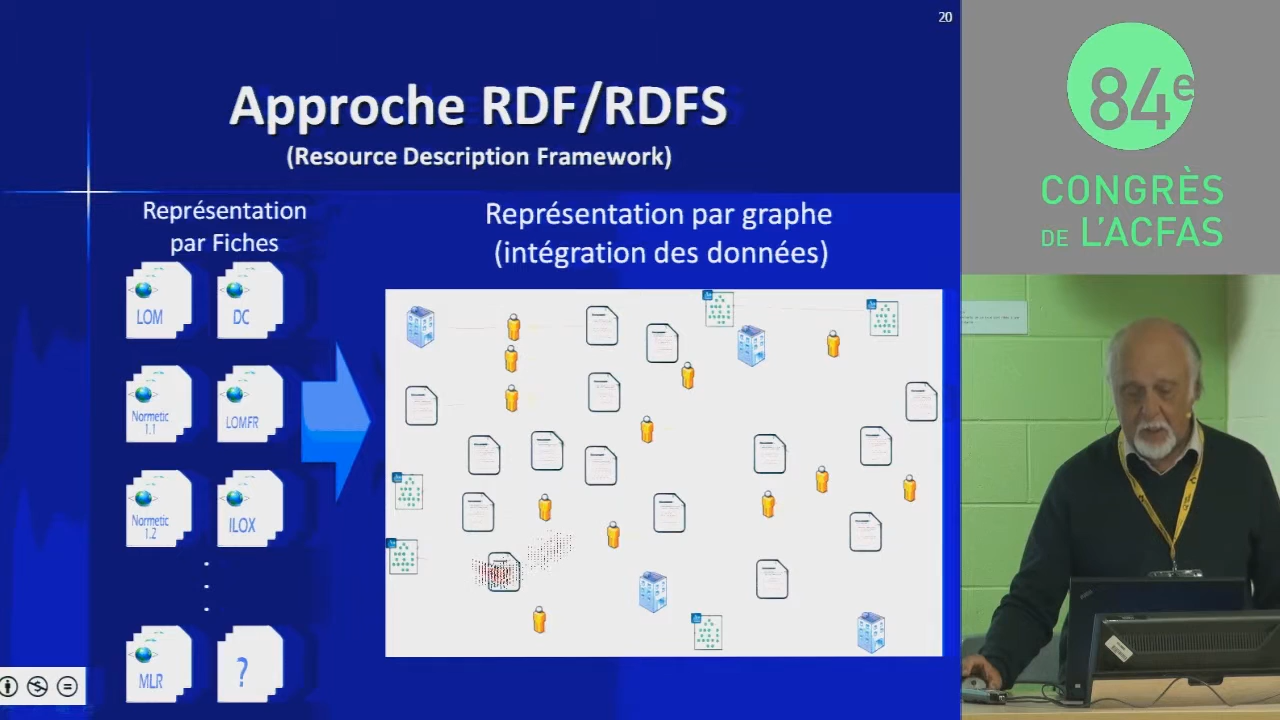 20
Approche RDF/RDFS
(Resource Description Framework)
Représentation
par Fiches
Représentation par graphe
(intégration des données)
LOM
DC
Normetic
1.1
LOMFR
Normetic
1.2
ILOX
MLR
?
84e
CONGRÈS
DE L'ACFAS